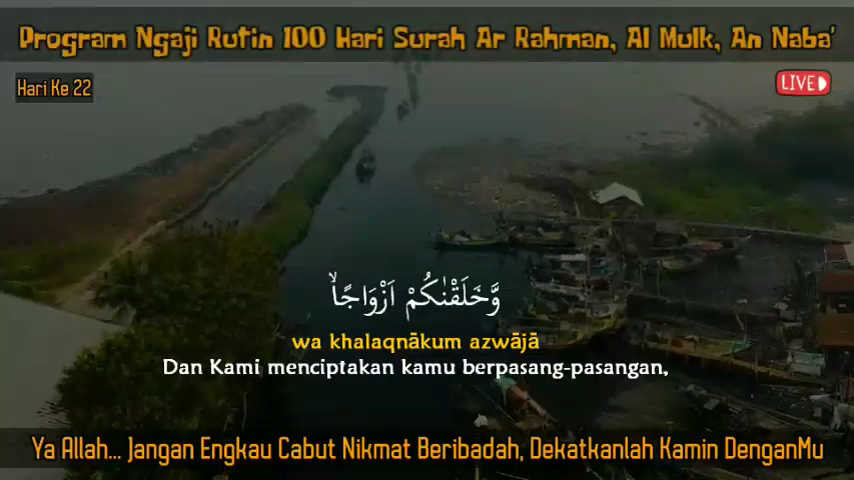 Program Ngaji Rutin 100 Hari Surah Ar Rahman, Al Mulk, An Naba'
Hari Ke 22
LIVE
وَّخَلَقْنٰكُمْ اَزْوَاجًاۙ
wa khalaqnākum azwājā
Dan Kami menciptakan kamu berpasang-pasangan,
Ya Allah... Jangan Engkau Cabut Nikmat Beribadah, Dekatkanlah Kamin DenganMu